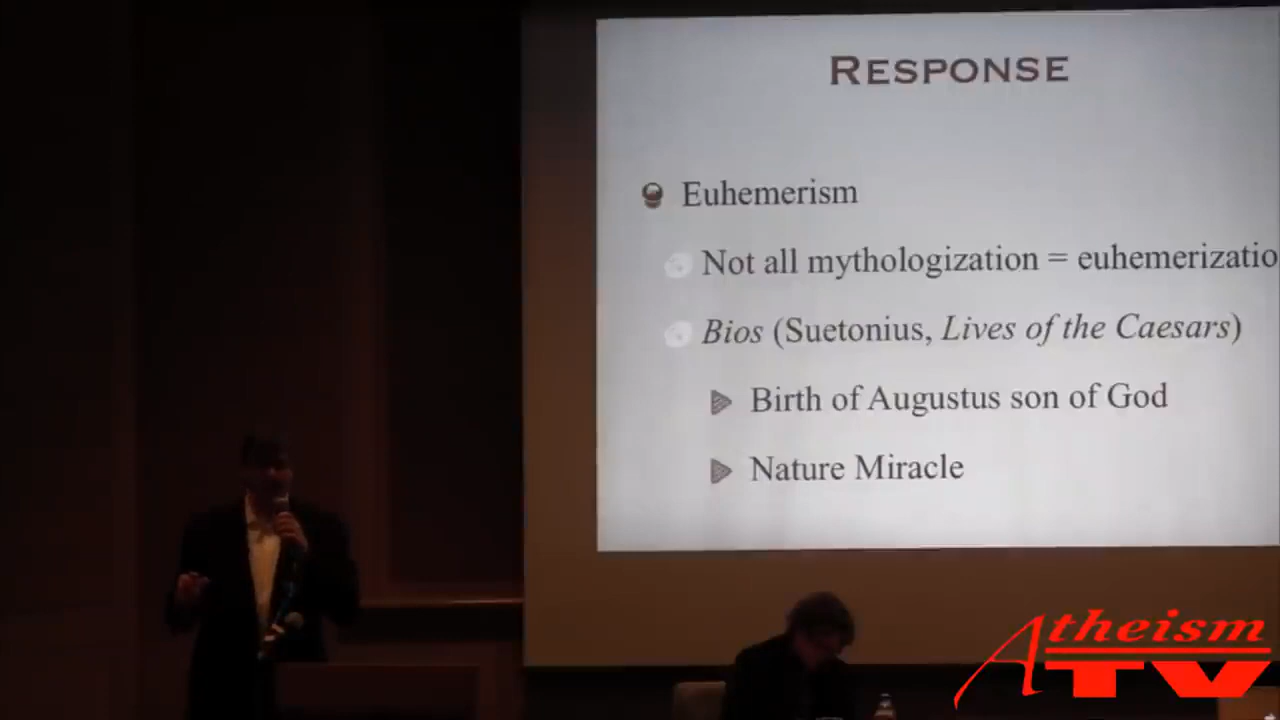 RESPONSE
Euhemerism
Not all mythologization = euhemerizatio
Bios (Suetonius, Lives of the Caesars)
Birth of Augustus son of God
Nature Miracle
Atheism
TV